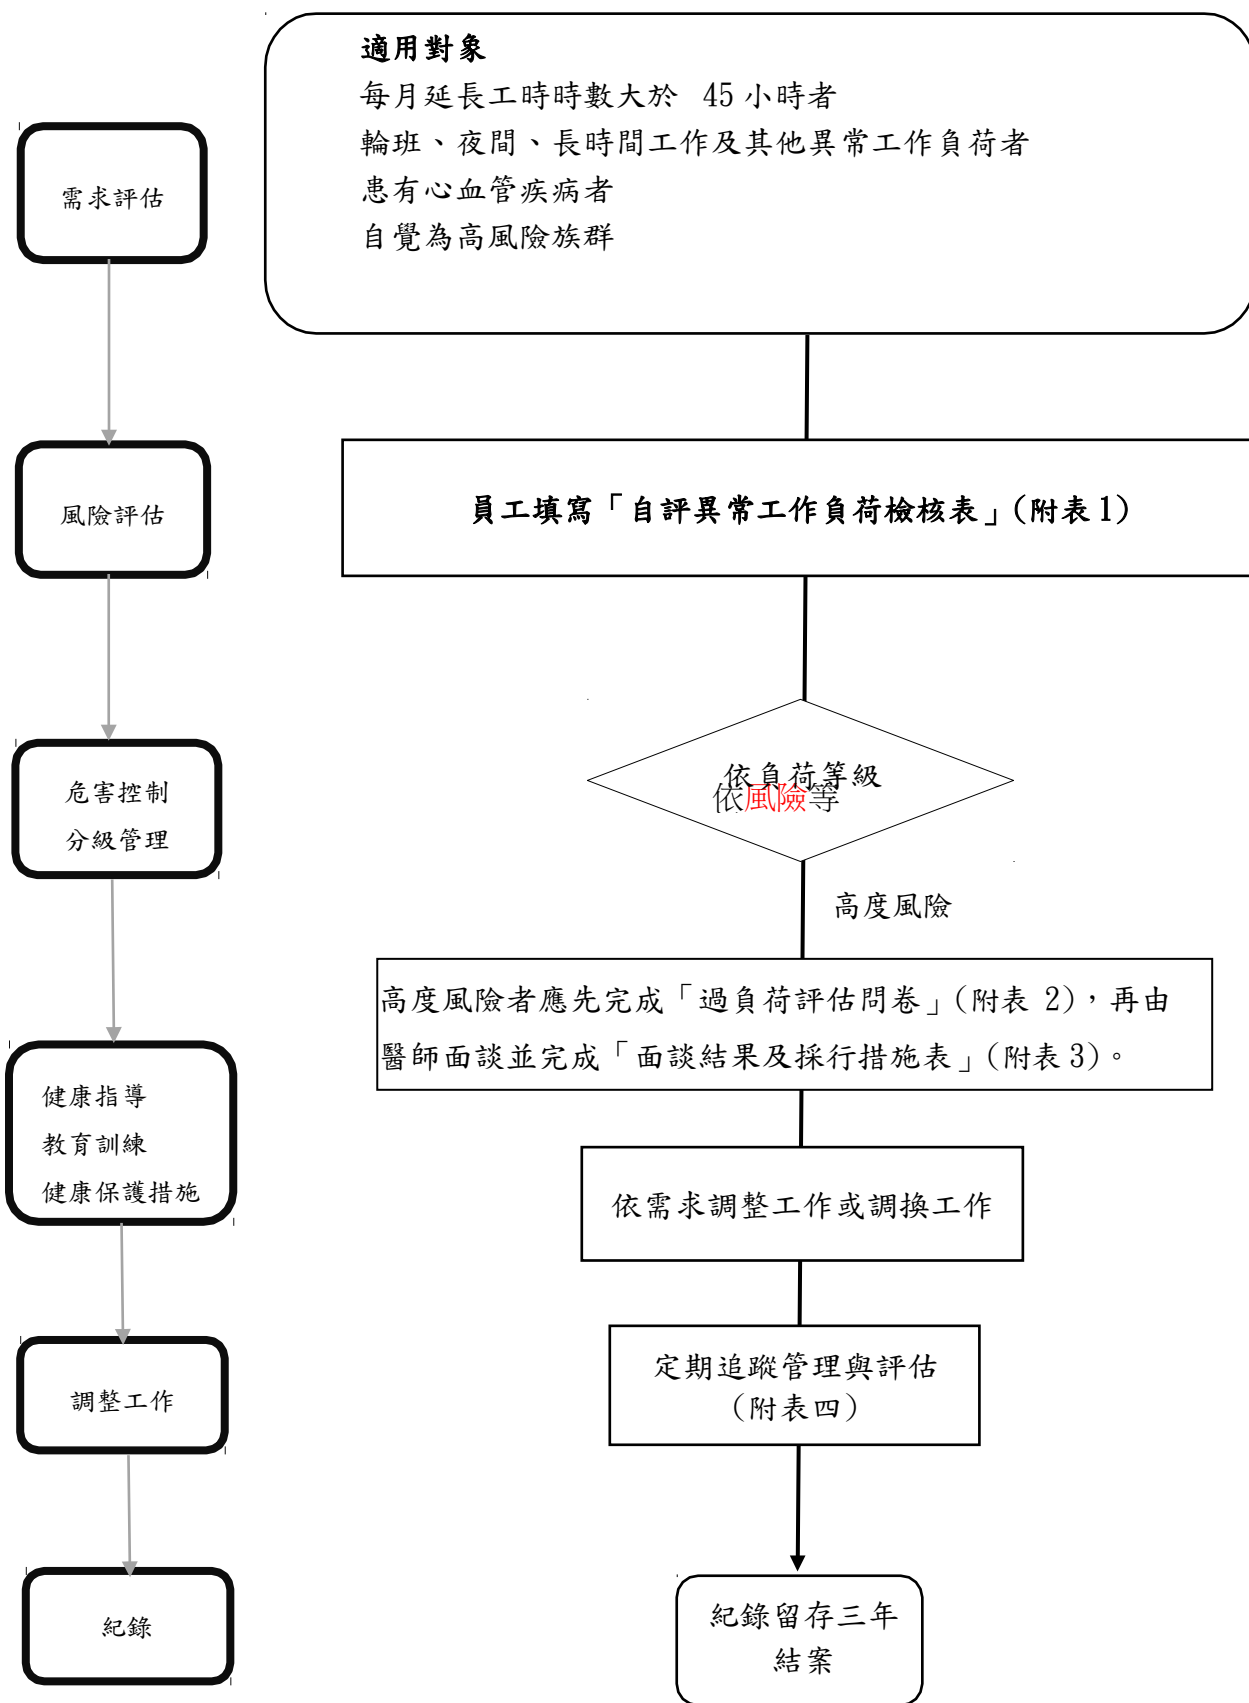 適用對象
每月延長工時時數大於 45 小時者
輪班、夜間、長時間工作及其他異常工作負荷者
患有心血管疾病者
自覺為高風險族群
需求評估
風險評估
員工填寫「自評異常工作負荷檢核表」(附表 1)
危害控制
分級管理
依負荷等級
依風險等
高度風險
高度風險者應先完成「過負荷評估問卷」(附表 2),再由
醫師面談並完成「面談結果及採行措施表」(附表 3)。
健康指導
教育訓練
健康保護措施
依需求調整工作或調換工作
調整工作
定期追蹤管理與評估
(附表四)
紀錄
紀錄留存三年
結案